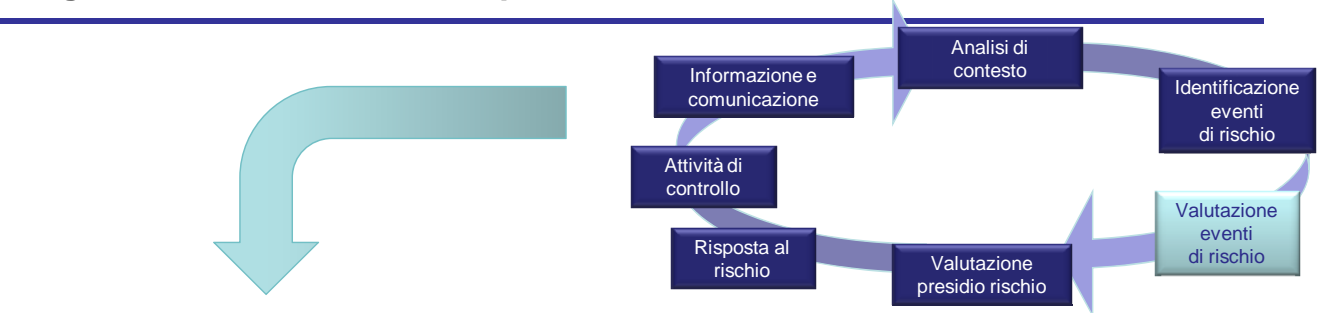 Analisi di
contesto
Informazione e
comunicazione
Identificazione
eventi
di rischio
Attività di
controllo
Valutazione
eventi
di rischio
Risposta al
rischio
Valutazione
presidio rischio